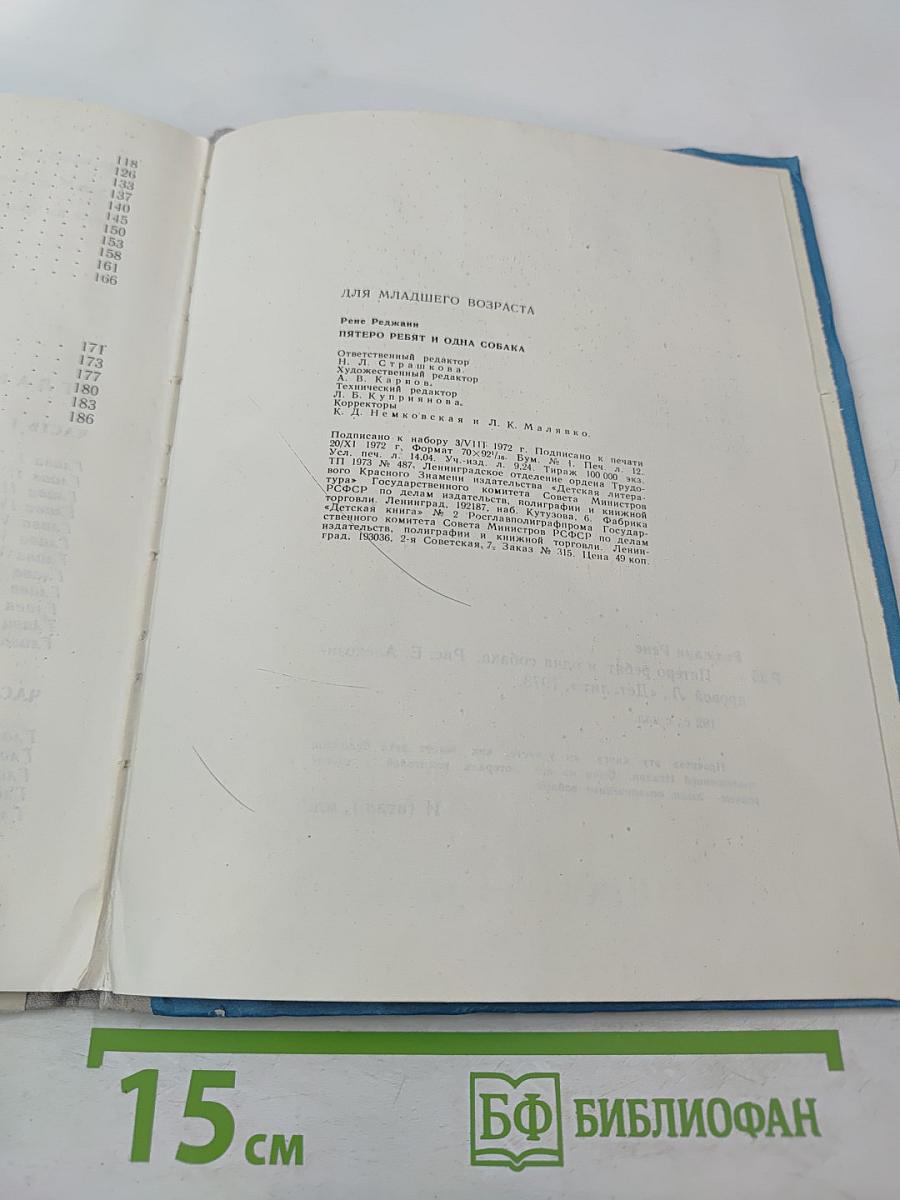 118
126
133
137
140
145
150
153
158
161
166
171
173
177
180
183
186
ДЛЯ МЛАДШЕГО ВОЗРАСТА
Рене Реджани
ПЯТЕРО РЕБЯТ И ОДНА СОБАКА
Ответственный редактор
Н. Л. Страшкова.
Художественный редактор
А. В. Карпов.
Технический редактор
Л. Б. Куприянова.
Корректоры
К. Д. Немковская и Л. К. Малявко.
Подписано к набору 3/VIII 1972 г. Подписано к печати
20/XI 1972 г. Формат 70×92¹/₁₆. Бум. № 1. Печ. л. 12.
Усл. печ. л. 14,04. Уч.-изд. л. 9,24. Тираж 100 000 экз.
ТП 1973 № 487. Ленинградское отделение ордена Трудо-
вого Красного Знамени издательства «Детская литера-
тура» Государственного комитета Совета Министров
РСФСР по делам издательств, полиграфии и книжной
торговли. Ленинград, 192187, наб. Кутузова, 6. Фабрика
«Детская книга» № 2 Росглавполиграфпрома Государ-
ственного комитета Совета Министров РСФСР по делам
издательств, полиграфии и книжной торговли. Ленин-
град, 193036, 2-я Советская, 7. Заказ № 315. Цена 49 коп.
15 см
БФ БИБЛИОФАН